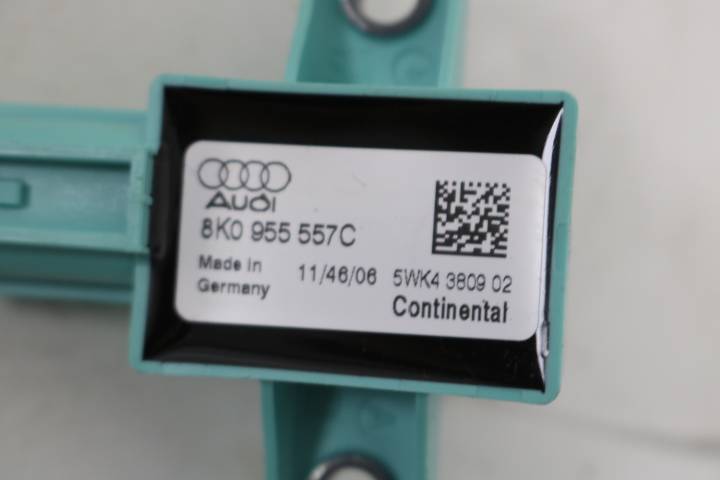 Audi
8K0 955 557C
Made In
Germany
11/46/06 5WK4 3809 02
Continental